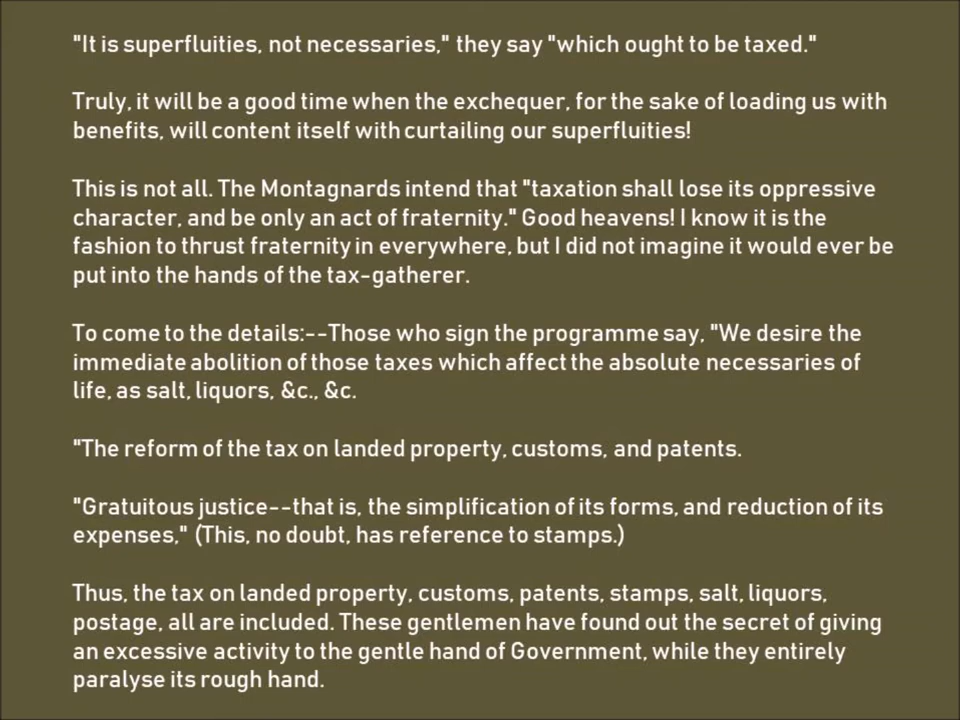 "It is superfluities, not necessaries," they say "which ought to be taxed."
Truly, it will be a good time when the exchequer, for the sake of loading us with
benefits, will content itself with curtailing our superfluities!
This is not all. The Montagnards intend that "taxation shall lose its oppressive
character, and be only an act of fraternity." Good heavens! I know it is the
fashion to thrust fraternity in everywhere, but I did not imagine it would ever be
put into the hands of the tax-gatherer.
To come to the details:--Those who sign the programme say, "We desire the
immediate abolition of those taxes which affect the absolute necessaries of
life, as salt, liquors, &c., &c.
"The reform of the tax on landed property, customs, and patents.
"Gratuitous justice--that is, the simplification of its forms, and reduction of its
expenses," (This, no doubt, has reference to stamps.)
Thus, the tax on landed property, customs, patents, stamps, salt, liquors,
postage, all are included. These gentlemen have found out the secret of giving
an excessive activity to the gentle hand of Government, while they entirely
paralyse its rough hand.